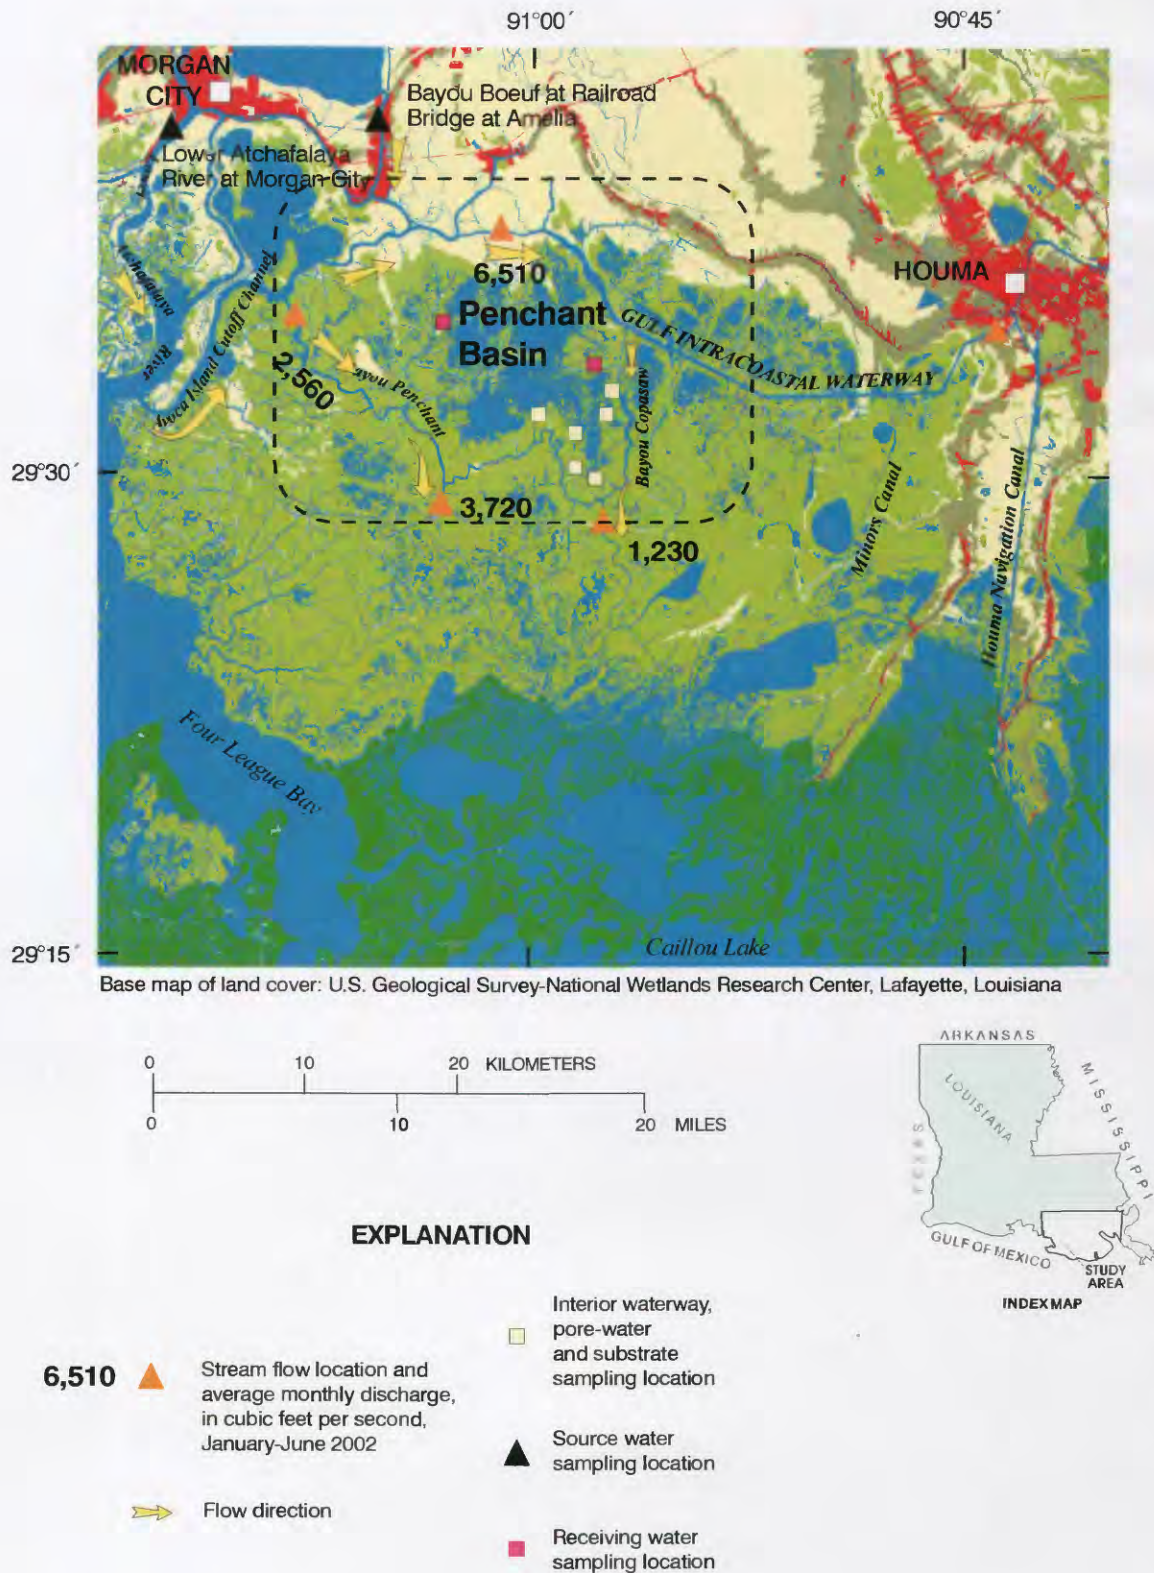 91°00´
90°45´
MORGAN
CITY
Bayou Boeuf at Railroad
Bridge at Amelia
Lower Atchafalaya
River at Morgan City
HOUMA
6,510
Penchant
Basin
Atchafalaya
River
Island Cutoff Channel
2,560
Penchant
GULF INTRACOASTAL WATERWAY
Bayou Copasaw
29°30´
3,720
1,230
Minors Canal
Houma Navigation Canal
Four League Bay
29°15´
Caillou Lake
Base map of land cover: U.S. Geological Survey-National Wetlands Research Center, Lafayette, Louisiana
0 10 20 KILOMETERS
0 10 20 MILES
ARKANSAS
LOUISIANA
MISSISSIPPI
TEXAS
GULF OF MEXICO
STUDY
AREA
INDEX MAP
EXPLANATION
6,510
Stream flow location and
average monthly discharge,
in cubic feet per second,
January-June 2002
Flow direction
Interior waterway,
pore-water
and substrate
sampling location
Source water
sampling location
Receiving water
sampling location